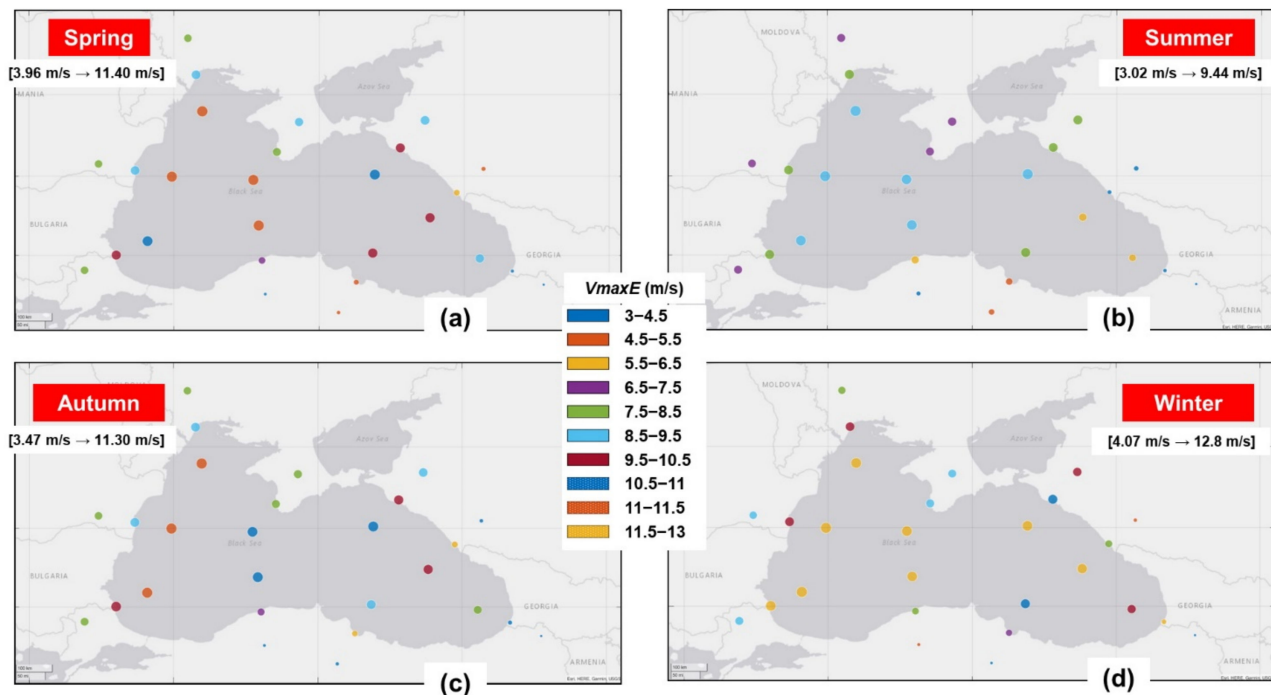 Spring
[3.96 m/s → 11.40 m/s]
MANIA
Azov Sea
Black Sea
BULGARIA
GEORGIA
(a)
MOLDOVA
Summer
[3.02 m/s → 9.44 m/s]
MANIA
Azov Sea
Black Sea
BULGARIA
GEORGIA
ARMENIA
(b)
VmaxE (m/s)
3–4.5
4.5–5.5
5.5–6.5
6.5–7.5
7.5–8.5
8.5–9.5
9.5–10.5
10.5–11
11–11.5
11.5–13
Autumn
[3.47 m/s → 11.30 m/s]
Azov Sea
Black Sea
BULGARIA
GEORGIA
ARMENIA
(c)
MOLDOVA
Winter
[4.07 m/s → 12.8 m/s]
Azov Sea
Black Sea
BULGARIA
GEORGIA
ARMENIA
(d)